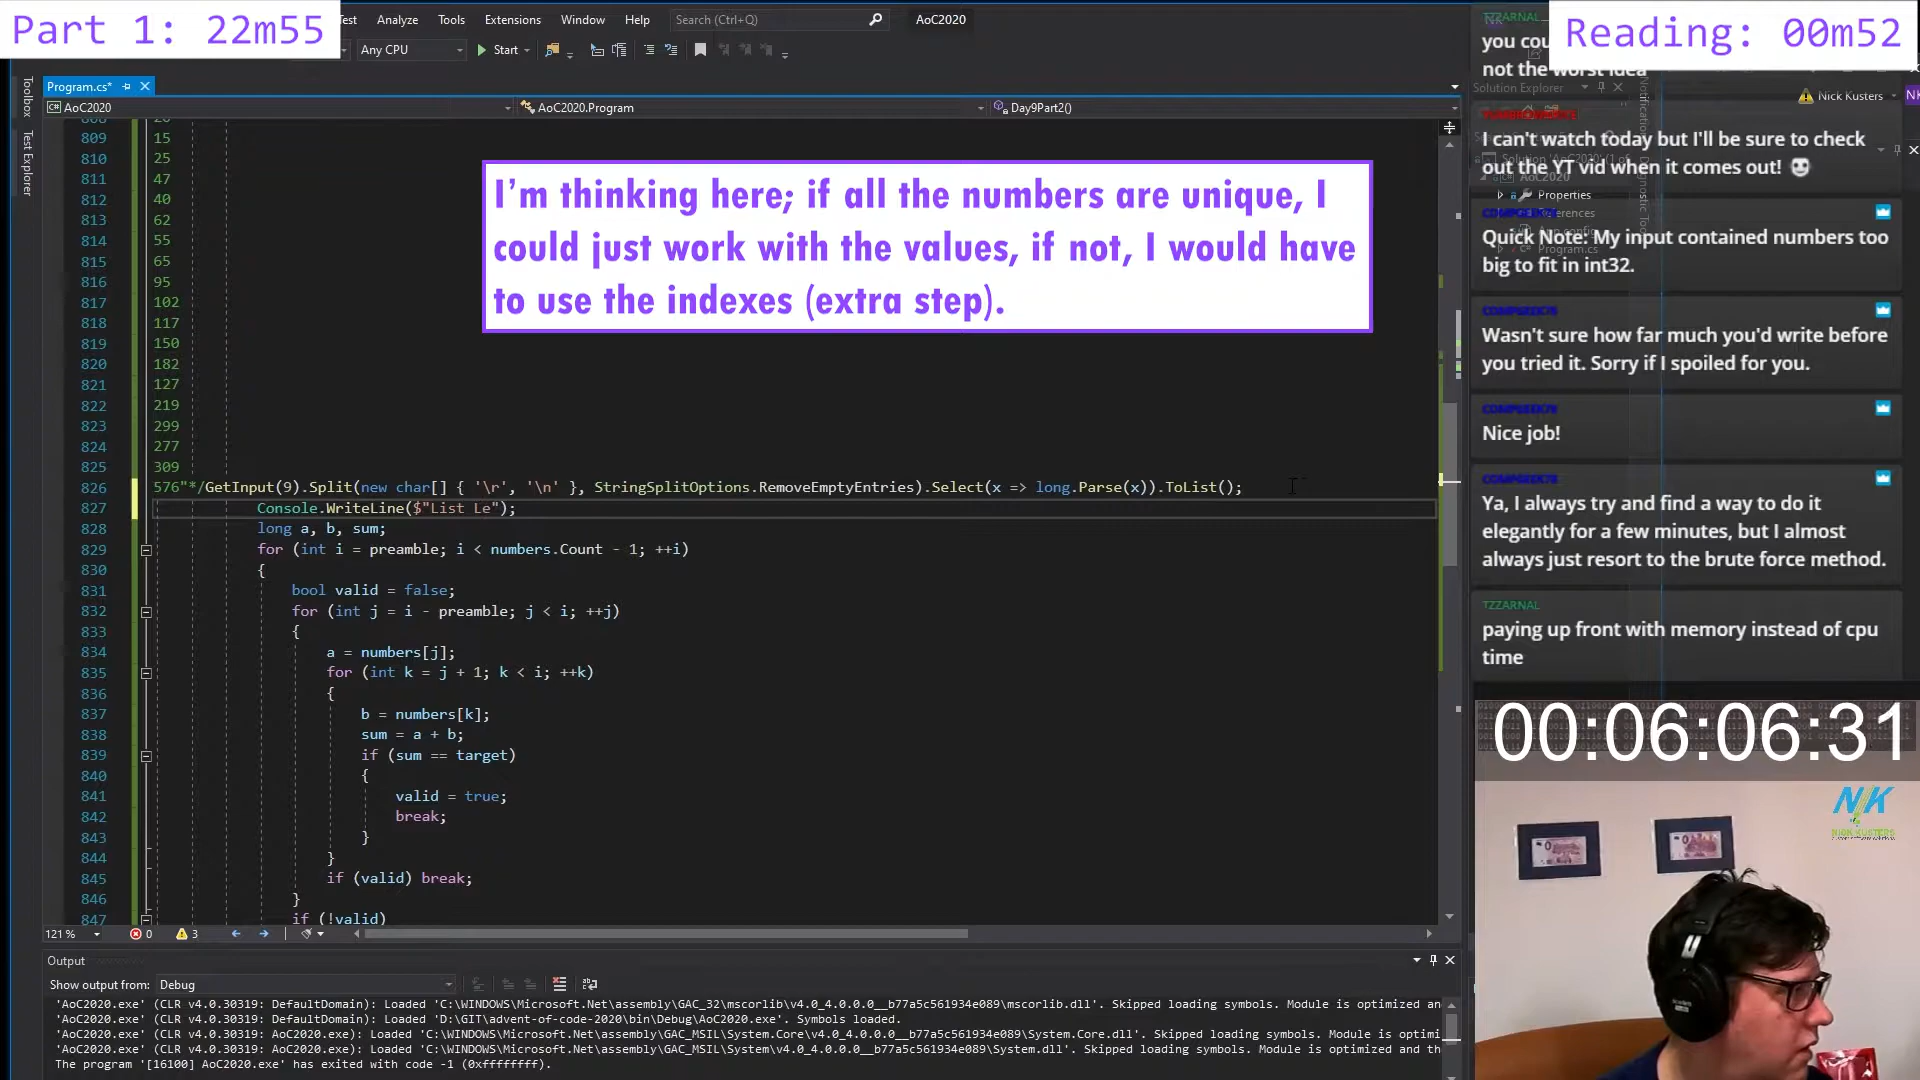 Part 1: 22m55
Reading: 00m52
Test Analyze Tools Extensions Window Help Search (Ctrl+Q) AoC2020
Any CPU Start
Nick Kusters NK
Program.cs*
AoC2020 AoC2020.Program Day9Part2()
Toolbox
Test Explorer
Solution Explorer
Properties
Notifications
I'm thinking here; if all the numbers are unique, I
could just work with the values, if not, I would have
to use the indexes (extra step).
809 15
810 25
811 47
812 40
813 62
814 55
815 65
816 95
817 102
818 117
819 150
820 182
821 127
822 219
823 299
824 277
825 309
826 576"*/GetInput(9).Split(new char[] { '\r', '\n' }, StringSplitOptions.RemoveEmptyEntries).Select(x => long.Parse(x)).ToList();
827 Console.WriteLine($"List Le");
828 long a, b, sum;
829 for (int i = preamble; i < numbers.Count - 1; ++i)
830 {
831 bool valid = false;
832 for (int j = i - preamble; j < i; ++j)
833 {
834 a = numbers[j];
835 for (int k = j + 1; k < i; ++k)
836 {
837 b = numbers[k];
838 sum = a + b;
839 if (sum == target)
840 {
841 valid = true;
842 break;
843 }
844 }
845 if (valid) break;
846 }
847 if (!valid)
121 % 0 3
Output
Show output from: Debug
'AoC2020.exe' (CLR v4.0.30319: DefaultDomain): Loaded 'C:\WINDOWS\Microsoft.Net\assembly\GAC_32\mscorlib\v4.0_4.0.0.0__b77a5c561934e089\mscorlib.dll'. Skipped loading symbols. Module is optimized an
'AoC2020.exe' (CLR v4.0.30319: DefaultDomain): Loaded 'D:\GIT\advent-of-code-2020\bin\Debug\AoC2020.exe'. Symbols loaded.
'AoC2020.exe' (CLR v4.0.30319: AoC2020.exe): Loaded 'C:\WINDOWS\Microsoft.Net\assembly\GAC_MSIL\System.Core\v4.0_4.0.0.0__b77a5c561934e089\System.Core.dll'. Skipped loading symbols. Module is optimi
'AoC2020.exe' (CLR v4.0.30319: AoC2020.exe): Loaded 'C:\WINDOWS\Microsoft.Net\assembly\GAC_MSIL\System\v4.0_4.0.0.0__b77a5c561934e089\System.dll'. Skipped loading symbols. Module is optimized and th
The program '[16100] AoC2020.exe' has exited with code -1 (0xffffffff).
TZZARNAL
you cou
not the worst idea
I can't watch today but I'll be sure to check
out the YT vid when it comes out!
Quick Note: My input contained numbers too
big to fit in int32.
Wasn't sure how far much you'd write before
you tried it. Sorry if I spoiled for you.
Nice job!
Ya, I always try and find a way to do it
elegantly for a few minutes, but I almost
always just resort to the brute force method.
TZZARNAL
paying up front with memory instead of cpu
time
00:06:06:31
NK
NICK KUSTERS